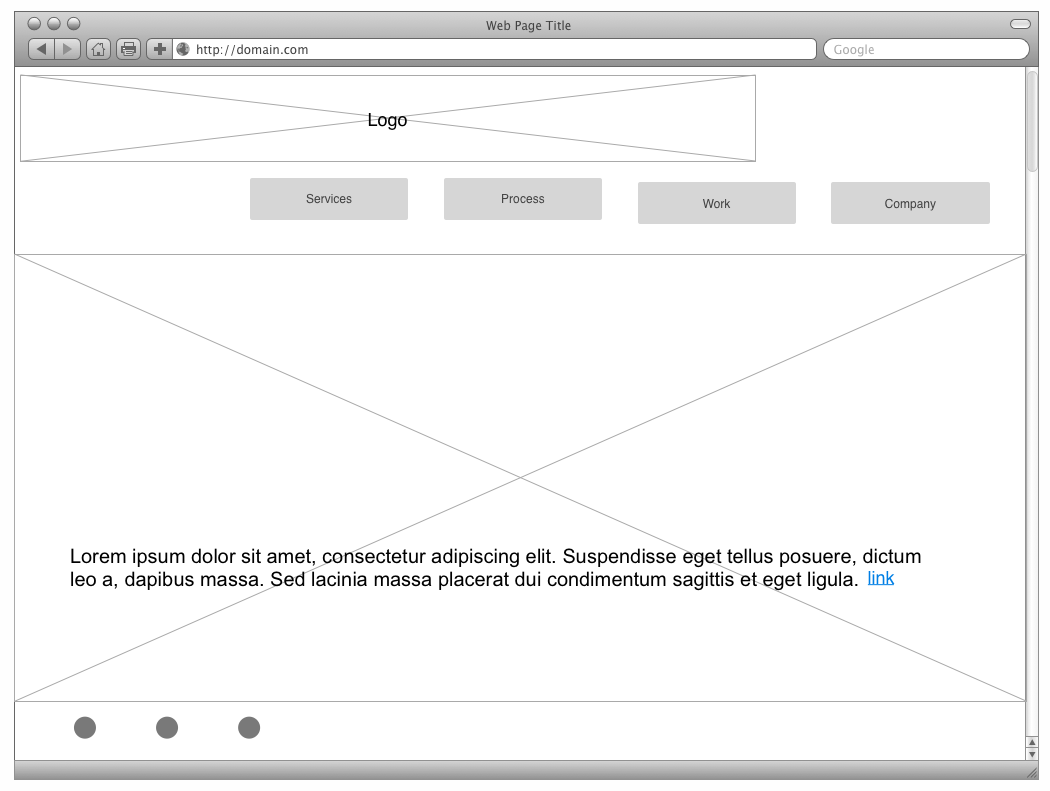 Web Page Title
http://domain.com
Google
Logo
Services
Process
Work
Company
Lorem ipsum dolor sit amet, consectetur adipiscing elit. Suspendisse eget tellus posuere, dictum
leo a, dapibus massa. Sed lacinia massa placerat dui condimentum sagittis et eget ligula. link